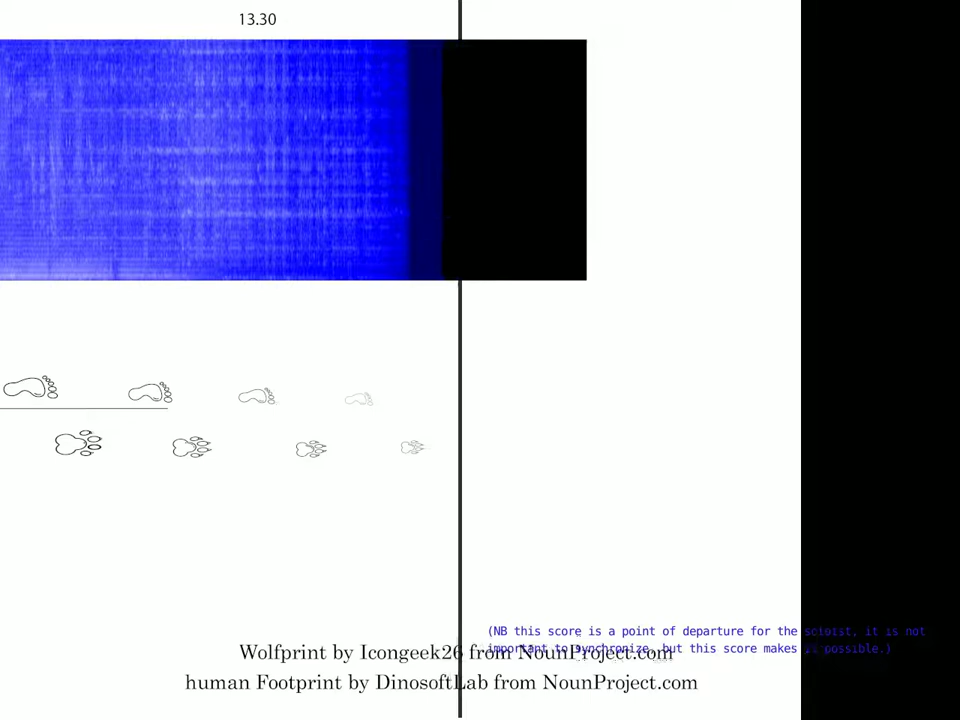 13.30
(NB this score is a point of departure for the soloist, it is not
important to synchronize, but this score makes it possible.)
Wolfprint by Icongeek26 from NounProject.com
human Footprint by DinosoftLab from NounProject.com